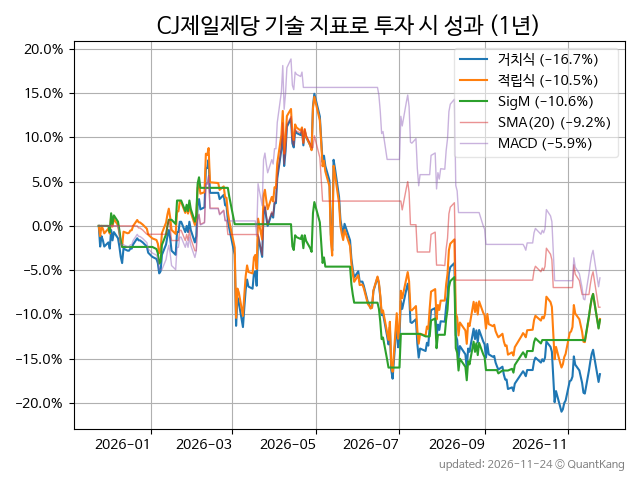 CJ제일제당 기술 지표로 투자 시 성과 (1년)
20.0%
15.0%
10.0%
5.0%
0.0%
−5.0%
−10.0%
−15.0%
−20.0%
거치식 (−16.7%)
적립식 (−10.5%)
SigM (−10.6%)
SMA(20) (−9.2%)
MACD (−5.9%)
2026−01 2026−03 2026−05 2026−07 2026−09 2026−11
updated: 2026−11−24 © QuantKang